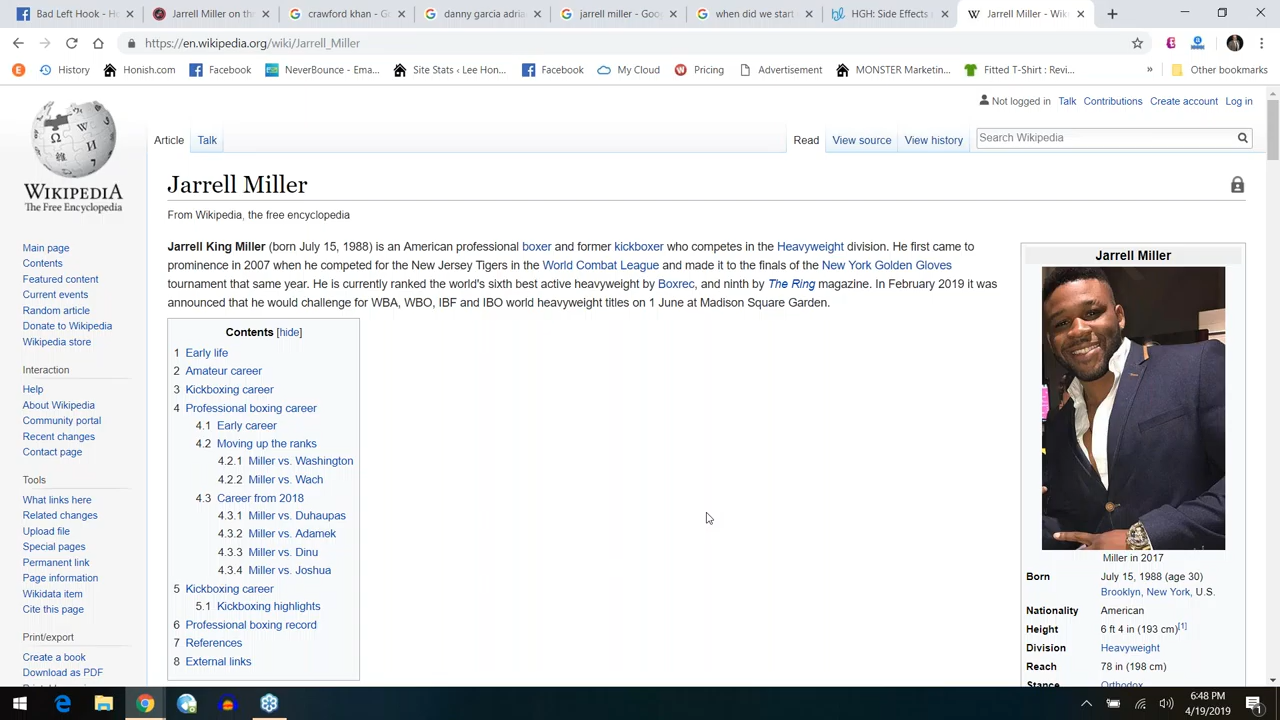 Bad Left Hook - Ho
Jarrell Miller on th
crawford khan - G
danny garcia adria
jarrell miller - Goo
when did we start
HGH: Side Effects
Jarrell Miller - Wik
https://en.wikipedia.org/wiki/Jarrell_Miller
History
Honish.com
Facebook
NeverBounce - Ema...
Site Stats ‹ Lee Hon...
Facebook
My Cloud
Pricing
Advertisement
MONSTER Marketin...
Fitted T-Shirt : Revi...
»
Other bookmarks
Not logged in Talk Contributions Create account Log in
Article Talk
Read View source View history
Search Wikipedia
WIKIPEDIA
The Free Encyclopedia
Main page
Contents
Featured content
Current events
Random article
Donate to Wikipedia
Wikipedia store
Interaction
Help
About Wikipedia
Community portal
Recent changes
Contact page
Tools
What links here
Related changes
Upload file
Special pages
Permanent link
Page information
Wikidata item
Cite this page
Print/export
Create a book
Download as PDF
Jarrell Miller
From Wikipedia, the free encyclopedia
Jarrell King Miller (born July 15, 1988) is an American professional boxer and former kickboxer who competes in the Heavyweight division. He first came to
prominence in 2007 when he competed for the New Jersey Tigers in the World Combat League and made it to the finals of the New York Golden Gloves
tournament that same year. He is currently ranked the world's sixth best active heavyweight by Boxrec, and ninth by The Ring magazine. In February 2019 it was
announced that he would challenge for WBA, WBO, IBF and IBO world heavyweight titles on 1 June at Madison Square Garden.
Contents [hide]
1 Early life
2 Amateur career
3 Kickboxing career
4 Professional boxing career
4.1 Early career
4.2 Moving up the ranks
4.2.1 Miller vs. Washington
4.2.2 Miller vs. Wach
4.3 Career from 2018
4.3.1 Miller vs. Duhaupas
4.3.2 Miller vs. Adamek
4.3.3 Miller vs. Dinu
4.3.4 Miller vs. Joshua
5 Kickboxing career
5.1 Kickboxing highlights
6 Professional boxing record
7 References
8 External links
Jarrell Miller
Miller in 2017
Born July 15, 1988 (age 30)
Brooklyn, New York, U.S.
Nationality American
Height 6 ft 4 in (193 cm)[1]
Division Heavyweight
Reach 78 in (198 cm)
Stance Orthodox
6:48 PM
4/19/2019